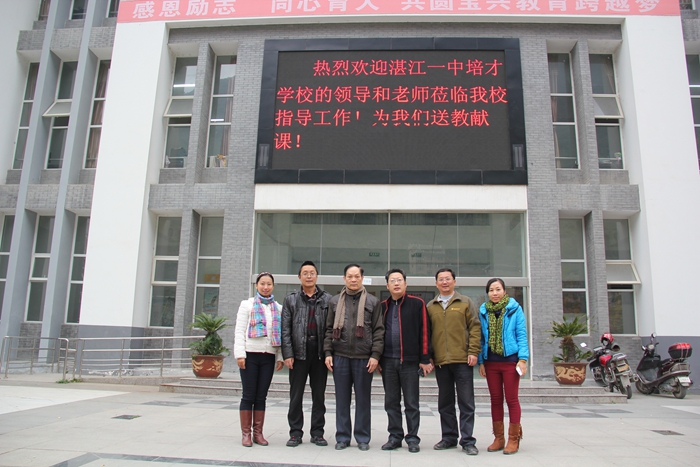 感恩励志 同心育人 共圆宝兴教育跨越梦
热烈欢迎湛江一中培才
学校的领导和老师莅临我校
指导工作！为我们送教献
课！